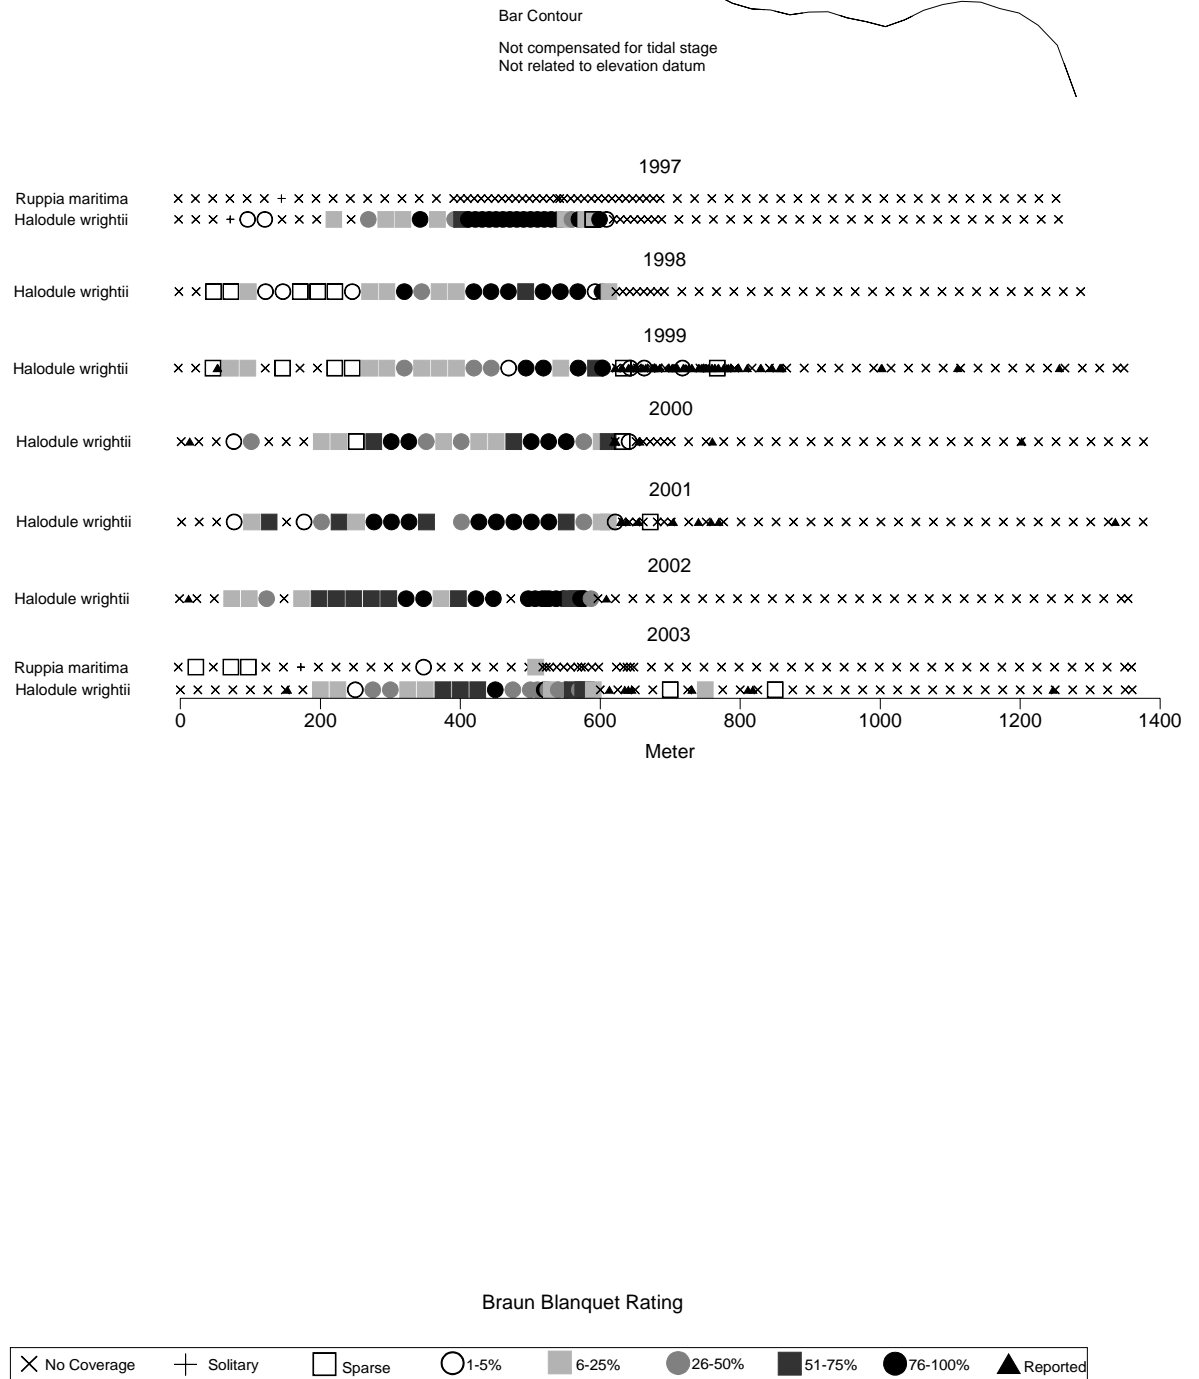 Bar Contour
Not compensated for tidal stage
Not related to elevation datum
1997
Ruppia maritima
Halodule wrightii
1998
Halodule wrightii
1999
Halodule wrightii
2000
Halodule wrightii
2001
Halodule wrightii
2002
Halodule wrightii
2003
Ruppia maritima
Halodule wrightii
0 200 400 600 800 1000 1200 1400
Meter
Braun Blanquet Rating
No Coverage Solitary Sparse 1-5% 6-25% 26-50% 51-75% 76-100% Reported